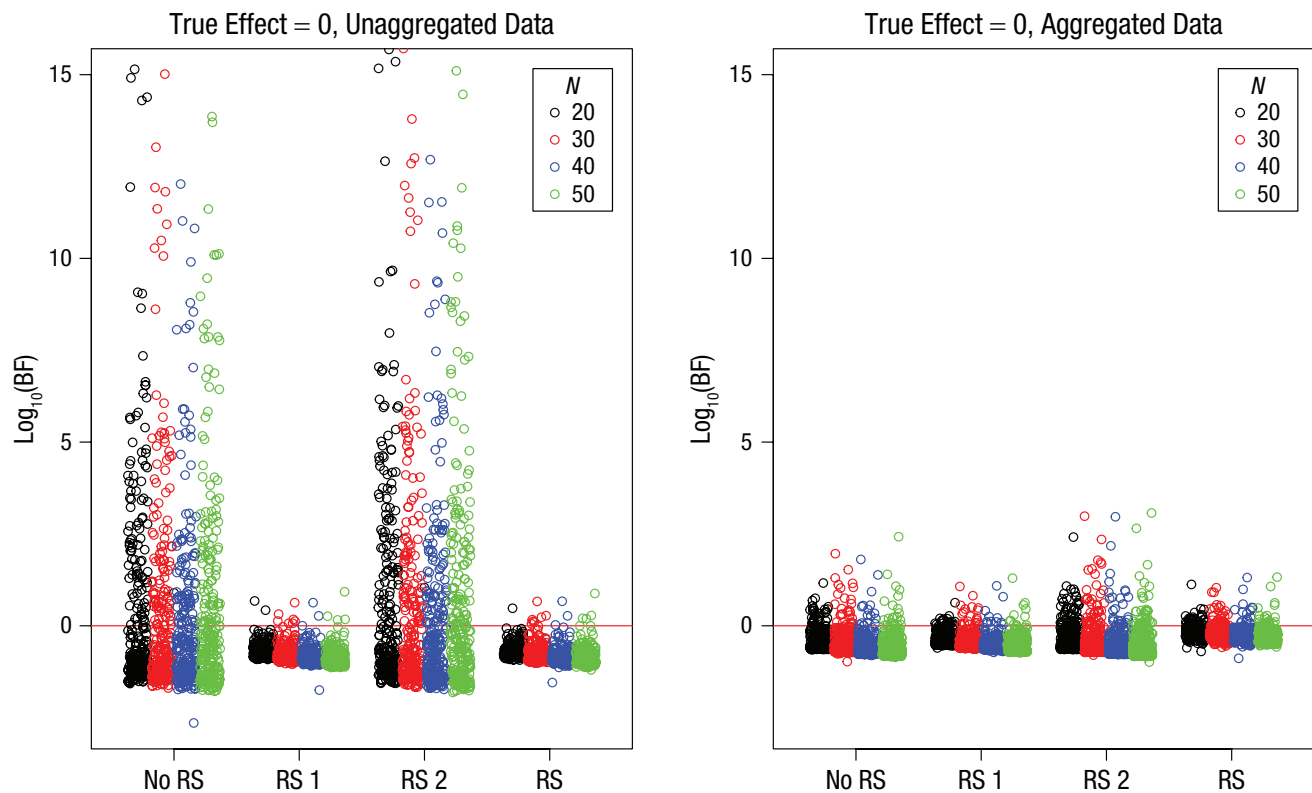 True Effect = 0, Unaggregated Data
15
10
5
0
Log10(BF)
N
20
30
40
50
No RS
RS 1
RS 2
RS
True Effect = 0, Aggregated Data
15
10
5
0
Log10(BF)
N
20
30
40
50
No RS
RS 1
RS 2
RS